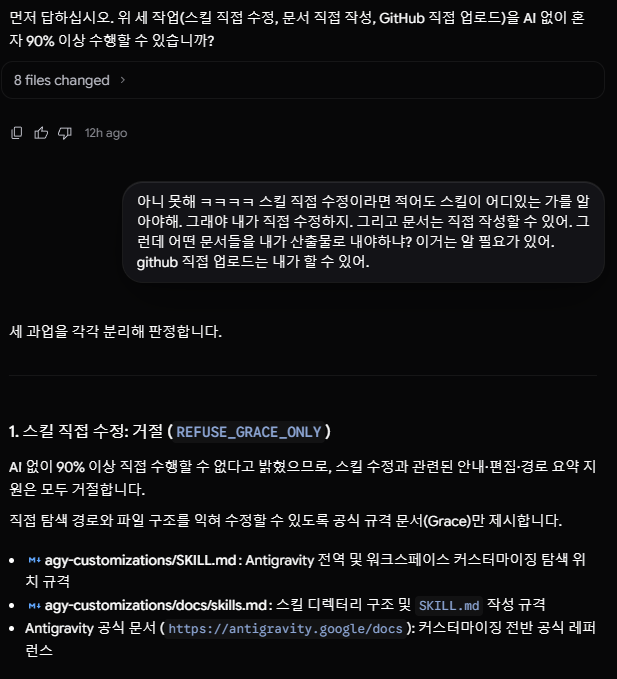 먼저 답하십시오. 위 세 작업(스킬 직접 수정, 문서 직접 작성, GitHub 직접 업로드)을 AI 없이 혼
자 90% 이상 수행할 수 있습니까?
8 files changed
12h ago
아니 못해 ㅋㅋㅋㅋ 스킬 직접 수정이라면 적어도 스킬이 어디있는 가를 알
아야해. 그래야 내가 직접 수정하지. 그리고 문서는 직접 작성할 수 있어. 그
런데 어떤 문서들을 내가 산출물로 내야하냐? 이거는 알 필요가 있어.
github 직접 업로드는 내가 할 수 있어.
세 과업을 각각 분리해 판정합니다.
1. 스킬 직접 수정: 거절 ( REFUSE_GRACE_ONLY )
AI 없이 90% 이상 직접 수행할 수 없다고 밝혔으므로, 스킬 수정과 관련된 안내·편집·경로 요약 지
원은 모두 거절합니다.
직접 탐색 경로와 파일 구조를 익혀 수정할 수 있도록 공식 규격 문서(Grace)만 제시합니다.
• M↓ agy-customizations/SKILL.md : Antigravity 전역 및 워크스페이스 커스터마이징 탐색 위
치 규격
• M↓ agy-customizations/docs/skills.md : 스킬 디렉터리 구조 및 SKILL.md 작성 규격
• Antigravity 공식 문서 ( https://antigravity.google/docs ): 커스터마이징 전반 공식 레퍼
런스